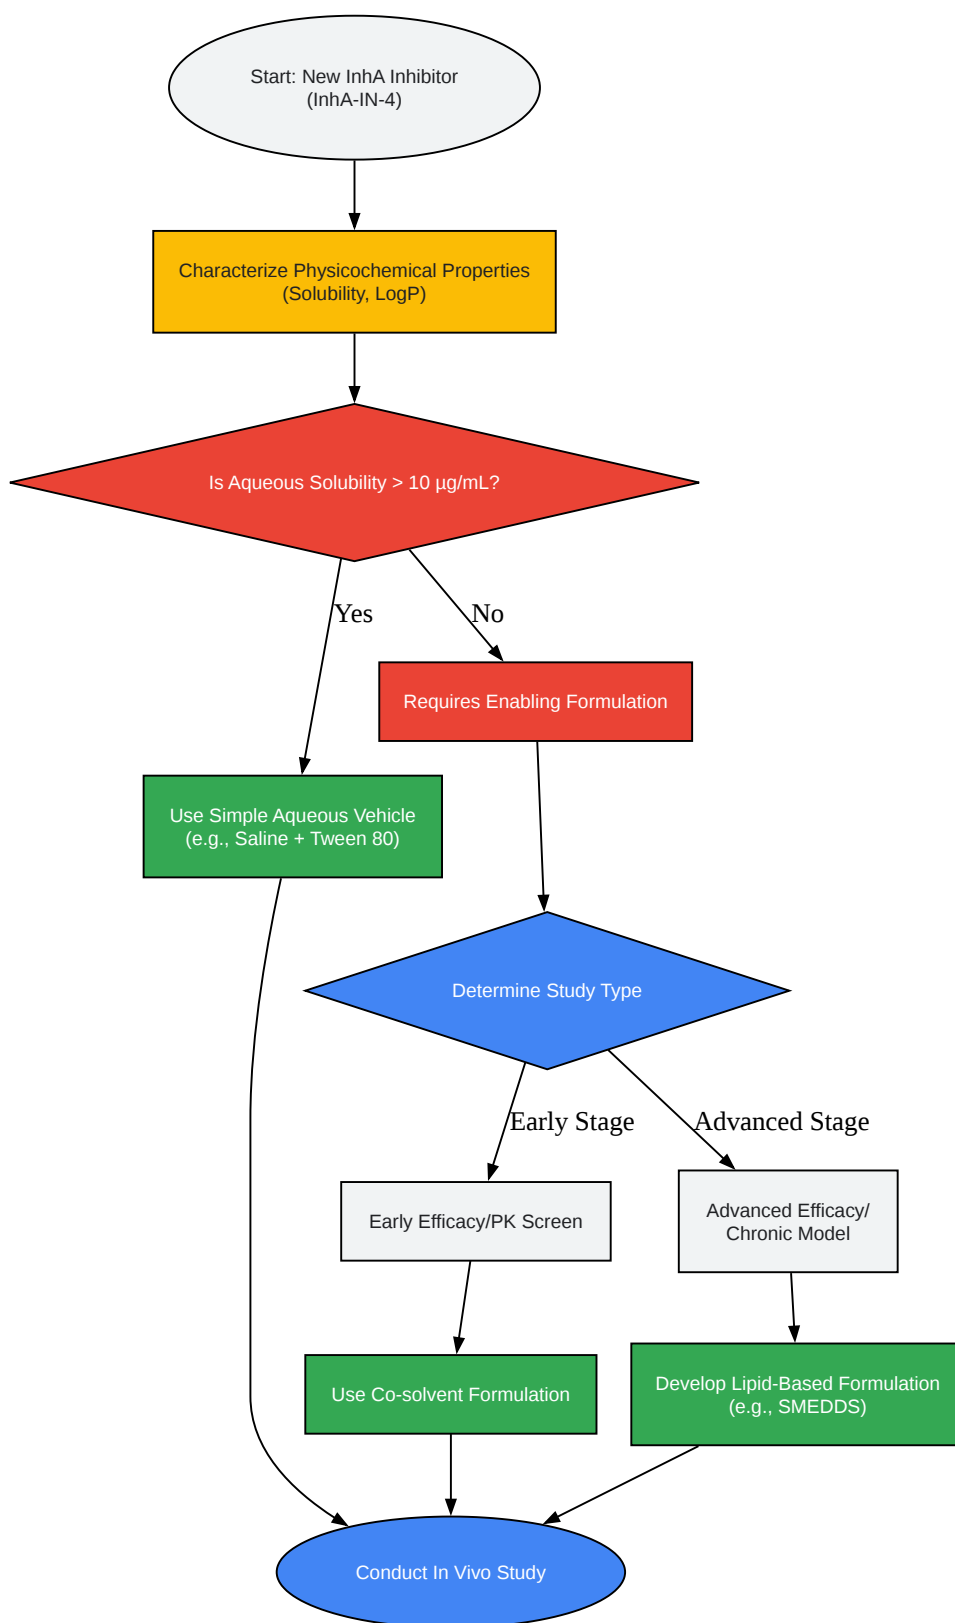 Start: New InhA Inhibitor
(InhA-IN-4)
Characterize Physicochemical Properties
(Solubility, LogP)
Is Aqueous Solubility > 10 µg/mL?
Yes
No
Requires Enabling Formulation
Use Simple Aqueous Vehicle
(e.g., Saline + Tween 80)
Determine Study Type
Early Stage
Advanced Stage
Early Efficacy/PK Screen
Advanced Efficacy/
Chronic Model
Use Co-solvent Formulation
Develop Lipid-Based Formulation
(e.g., SMEDDS)
Conduct In Vivo Study